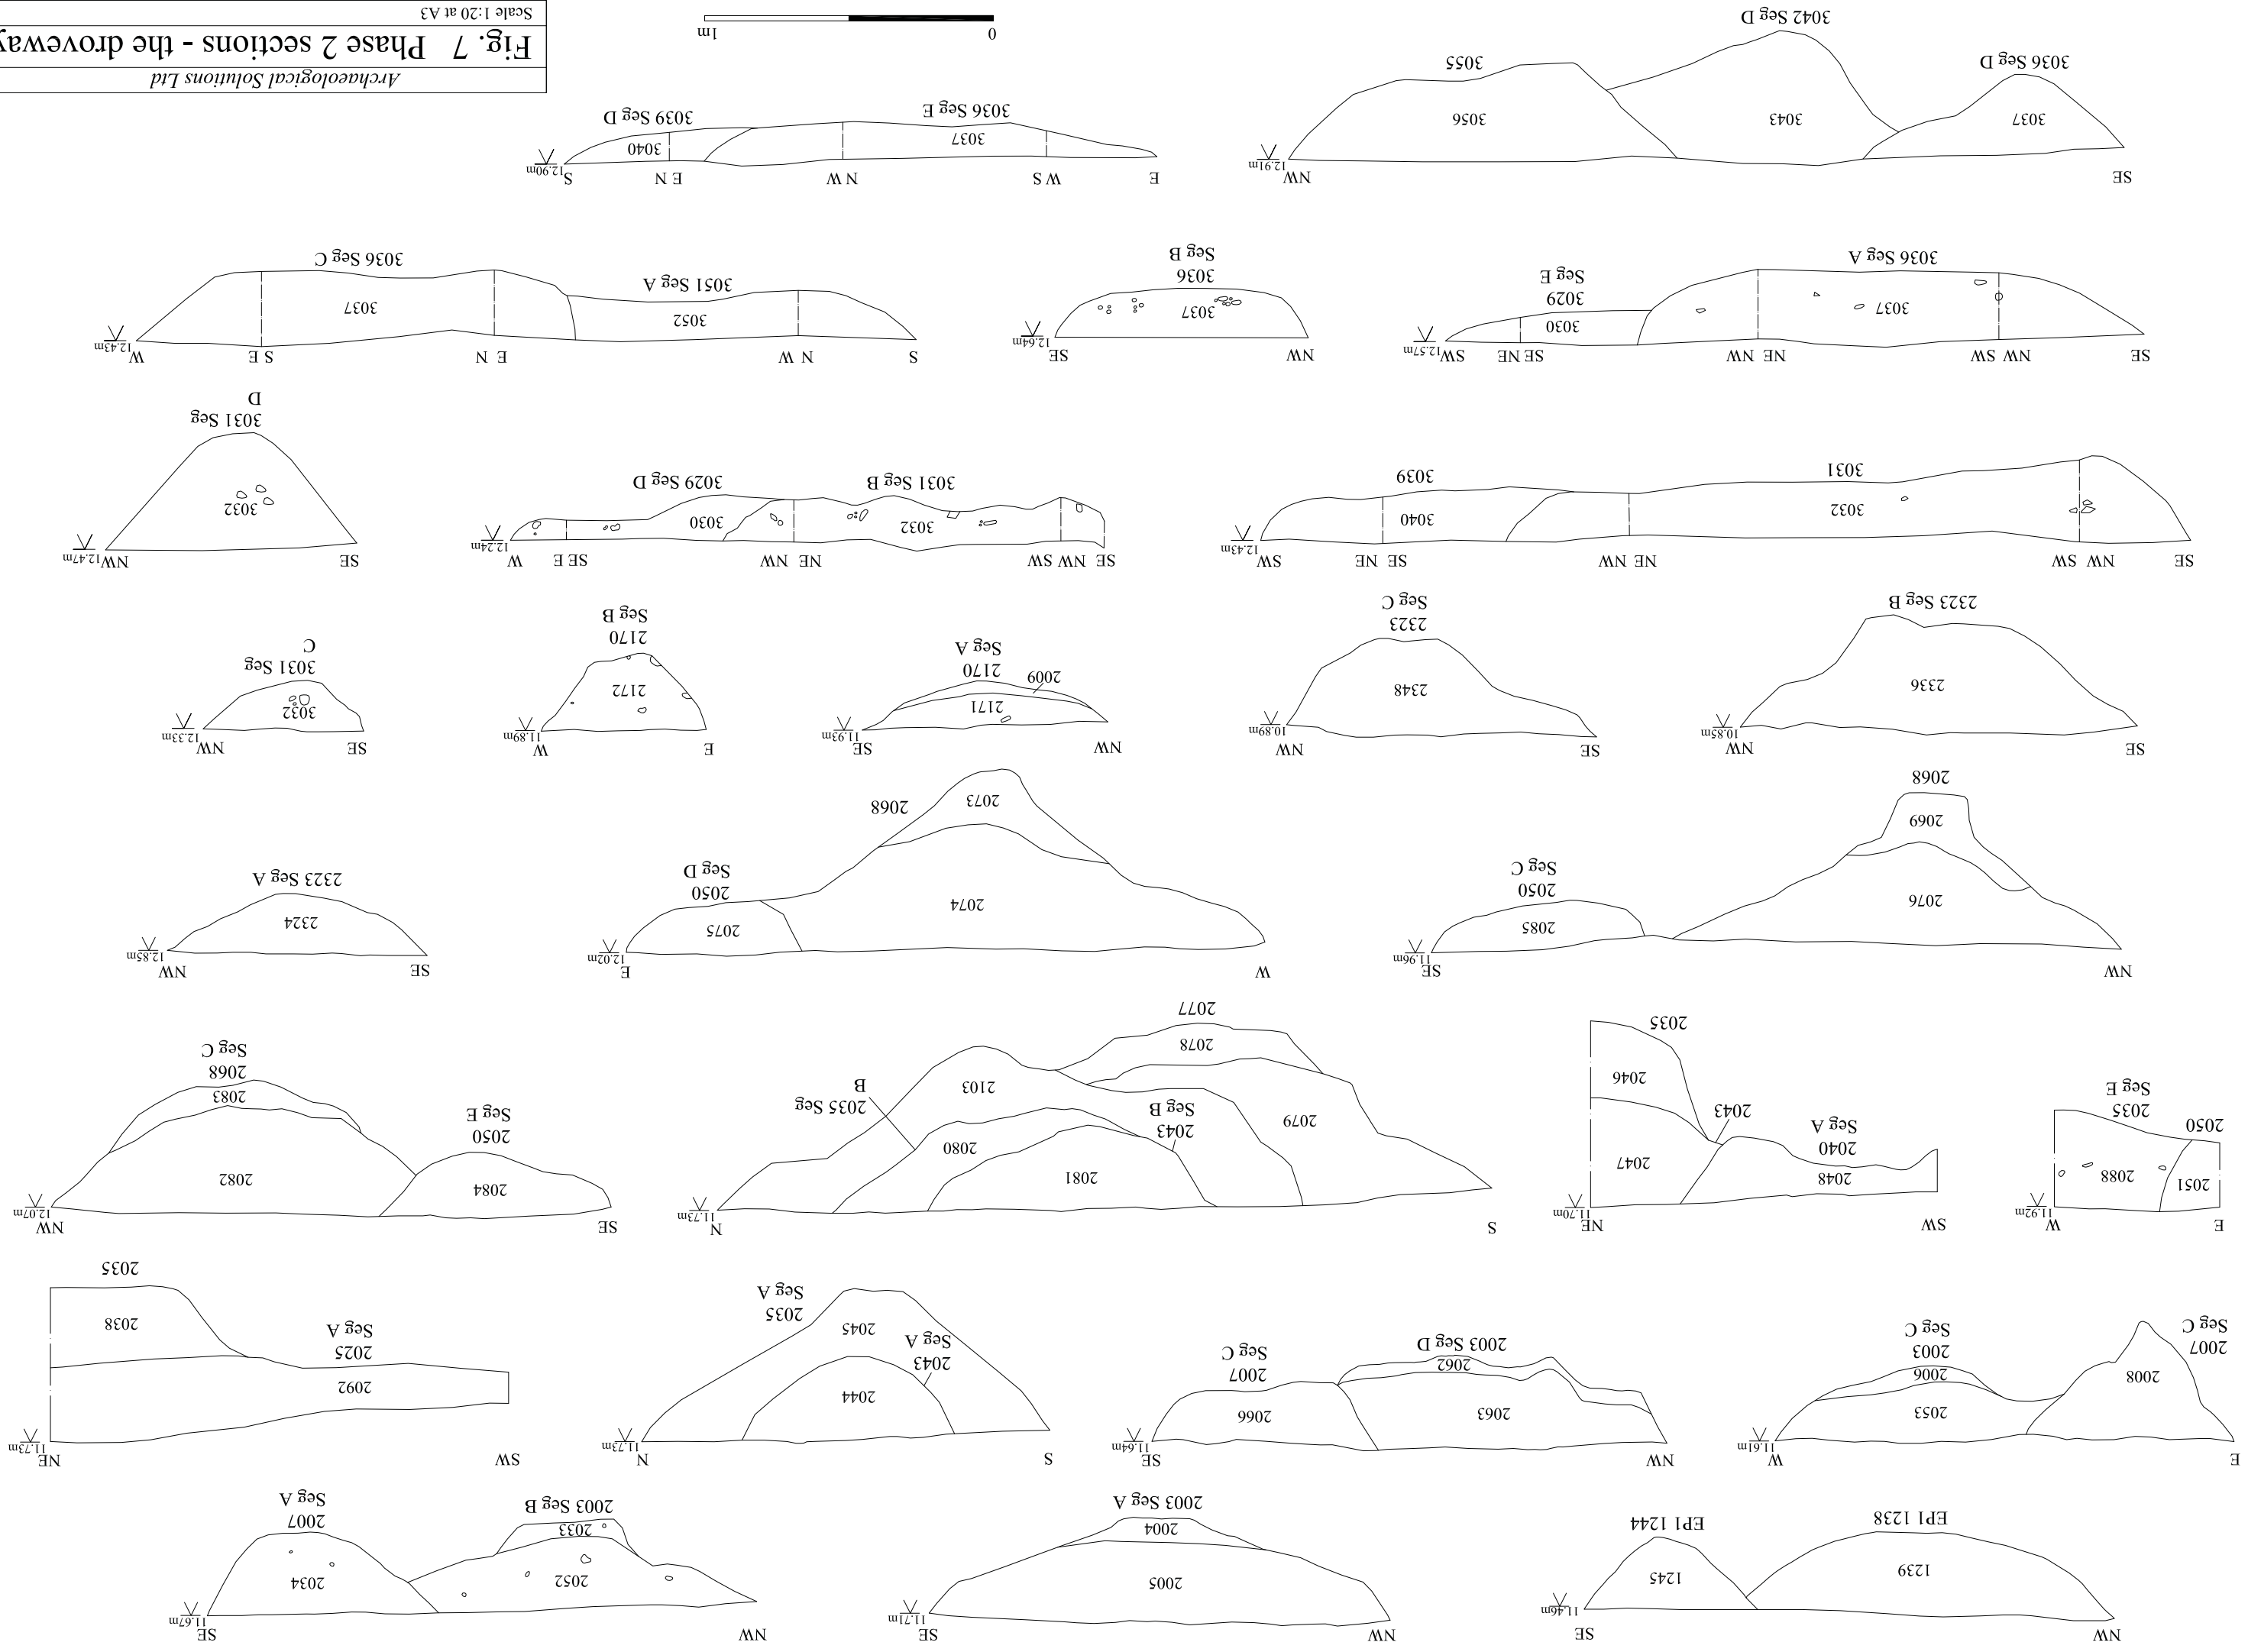 NW SE NW SE NW SE
11.46m 11.71m 11.67m
1239 1245 2005 2052 2034
2004 2033
EP1 1238 EP1 1244 2003 Seg A 2003 Seg B 2007
Seg A
E W NW SE S N SW NE
11.61m 11.64m 11.73m 11.73m
2008 2053 2063 2066 2044 2092
2006 2062 2043
Seg A
2045 2038
2007
Seg C
2003
Seg C
2003 Seg D
2007
Seg C
2035
Seg A
2025
Seg A
2035
E W SW NE S N SE NW
11.92m 11.70m 11.73m 12.07m
2051 2088 2048 2047 2081 2084 2082
2050 2035
Seg E
2040
Seg A
2043 2046
2035
2079 2080 2043
Seg B
2103 2035 Seg
B
2078
2077
2050
Seg E
2083
2068
Seg C
NW SE W E SE NW
11.96m 12.02m 12.85m
2076 2085 2074 2075 2324
2069 2050
Seg C
2073 2050
Seg D
2323 Seg A
2068 2068
SE NW SE NW NW SE E W SE NW
10.85m 10.89m 11.93m 11.89m 12.33m
2336 2348 2171 2172 3032
2009
2323 Seg B 2323
Seg C
2170
Seg A
2170
Seg B
3031 Seg
C
SE NW SW NE NW SE NE SW SE NW SW NE NW SE E W SE NW
12.43m 12.24m 12.47m
3032 3040 3032 3030 3032
3031 3039 3031 Seg B 3029 Seg D 3031 Seg
D
SE NW SW NE NW SE NE SW NW SE S N W E N S E W
12.57m 12.64m 12.43m
3037 3030 3037 3052 3037
3036 Seg A 3029
Seg E
3036
Seg B
3051 Seg A 3036 Seg C
SE NW E W S N W E N S
12.91m 12.90m
3037 3043 3056 3037 3040
3036 Seg D 3042 Seg D 3055 3036 Seg E 3039 Seg D
0 1m
Archaeological Solutions Ltd
Fig. 7 Phase 2 sections - the droveway
Scale 1:20 at A3